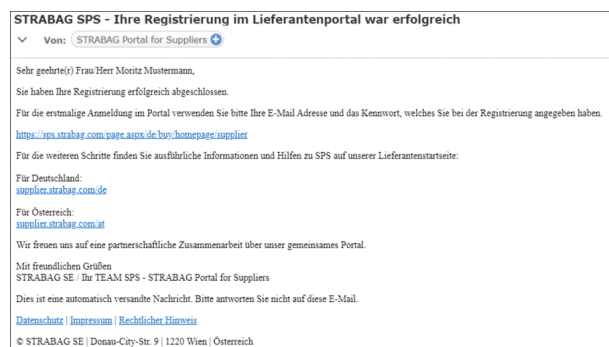 STRABAG SPS - Ihre Registrierung im Lieferantenportal war erfolgreich
Von: STRABAG Portal for Suppliers
Sehr geehrte(r) Frau/Herr Moritz Mustermann,
Sie haben Ihre Registrierung erfolgreich abgeschlossen.
Für die erstmalige Anmeldung im Portal verwenden Sie bitte Ihre E-Mail Adresse und das Kennwort, welches Sie bei der Registrierung angegeben haben.
https://sps.strabag.com/page.aspx/de/buy/homepage/supplier
Für die weiteren Schritte finden Sie ausführliche Informationen und Hilfen zu SPS auf unserer Lieferantenstartseite:
Für Deutschland:
supplier.strabag.com/de
Für Österreich:
supplier.strabag.com/at
Wir freuen uns auf eine partnerschaftliche Zusammenarbeit über unser gemeinsames Portal.
Mit freundlichen Grüßen
STRABAG SE / Ihr TEAM SPS - STRABAG Portal for Suppliers
Dies ist eine automatisch versandte Nachricht. Bitte antworten Sie nicht auf diese E-Mail.
Datenschutz | Impressum | Rechtlicher Hinweis
© STRABAG SE | Donau-City-Str. 9 | 1220 Wien | Österreich